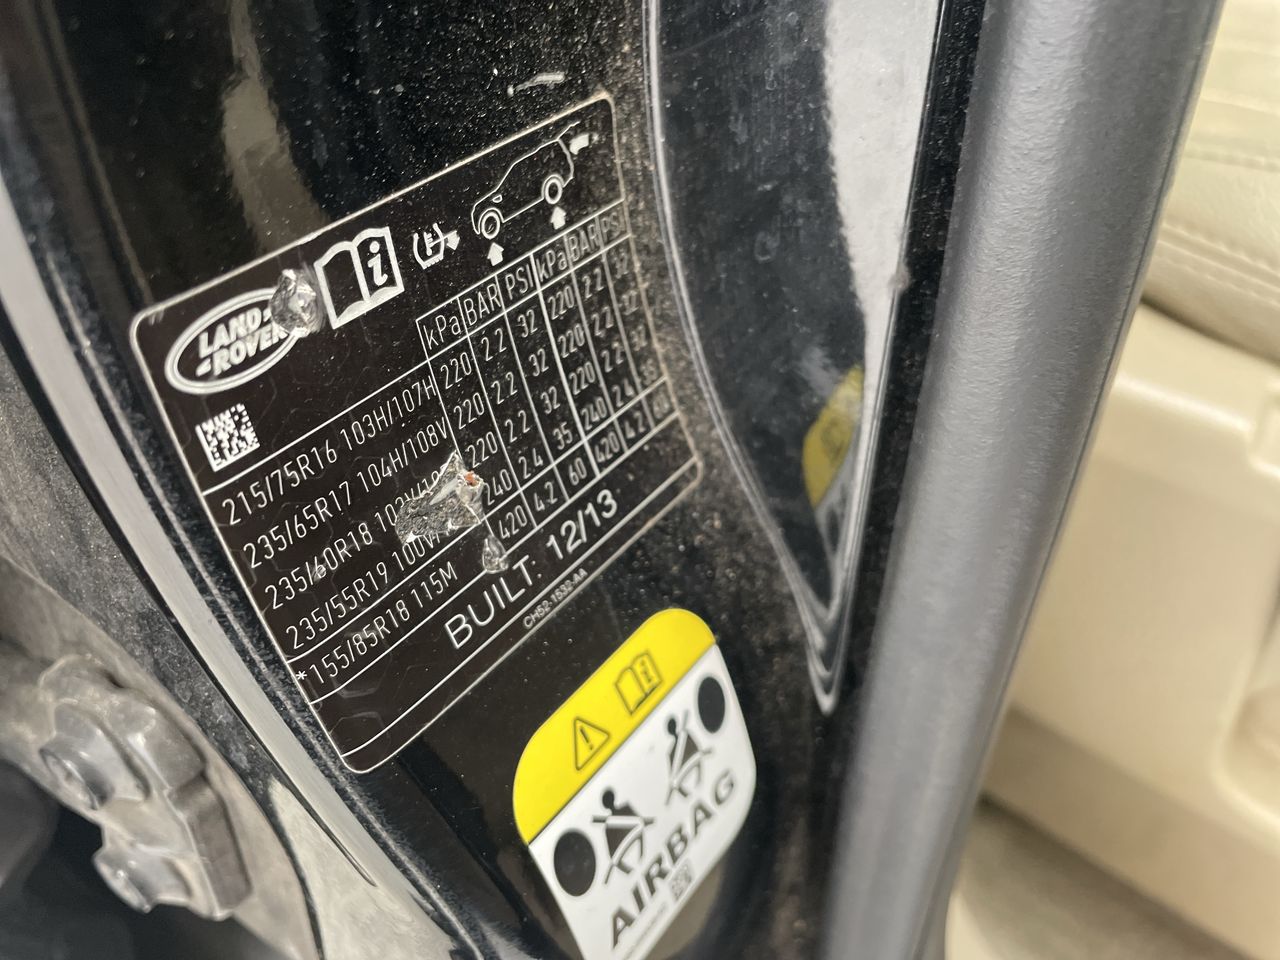 LAND-
-ROVER
kPa BAR PSI kPa BAR PSI
215/75R16 103H/107H 220 2.2 32 220 2.2 32
235/65R17 104H/108V 220 2.2 32 220 2.2 32
235/60R18 220 2.2 32 220 2.2 32
235/55R19 100V/ 240 2.4 35 240 2.4 35
*155/85R18 115M 420 4.2 60 420 4.2 60
BUILT: 12/13
CH52-1532-AA
AIRBAG